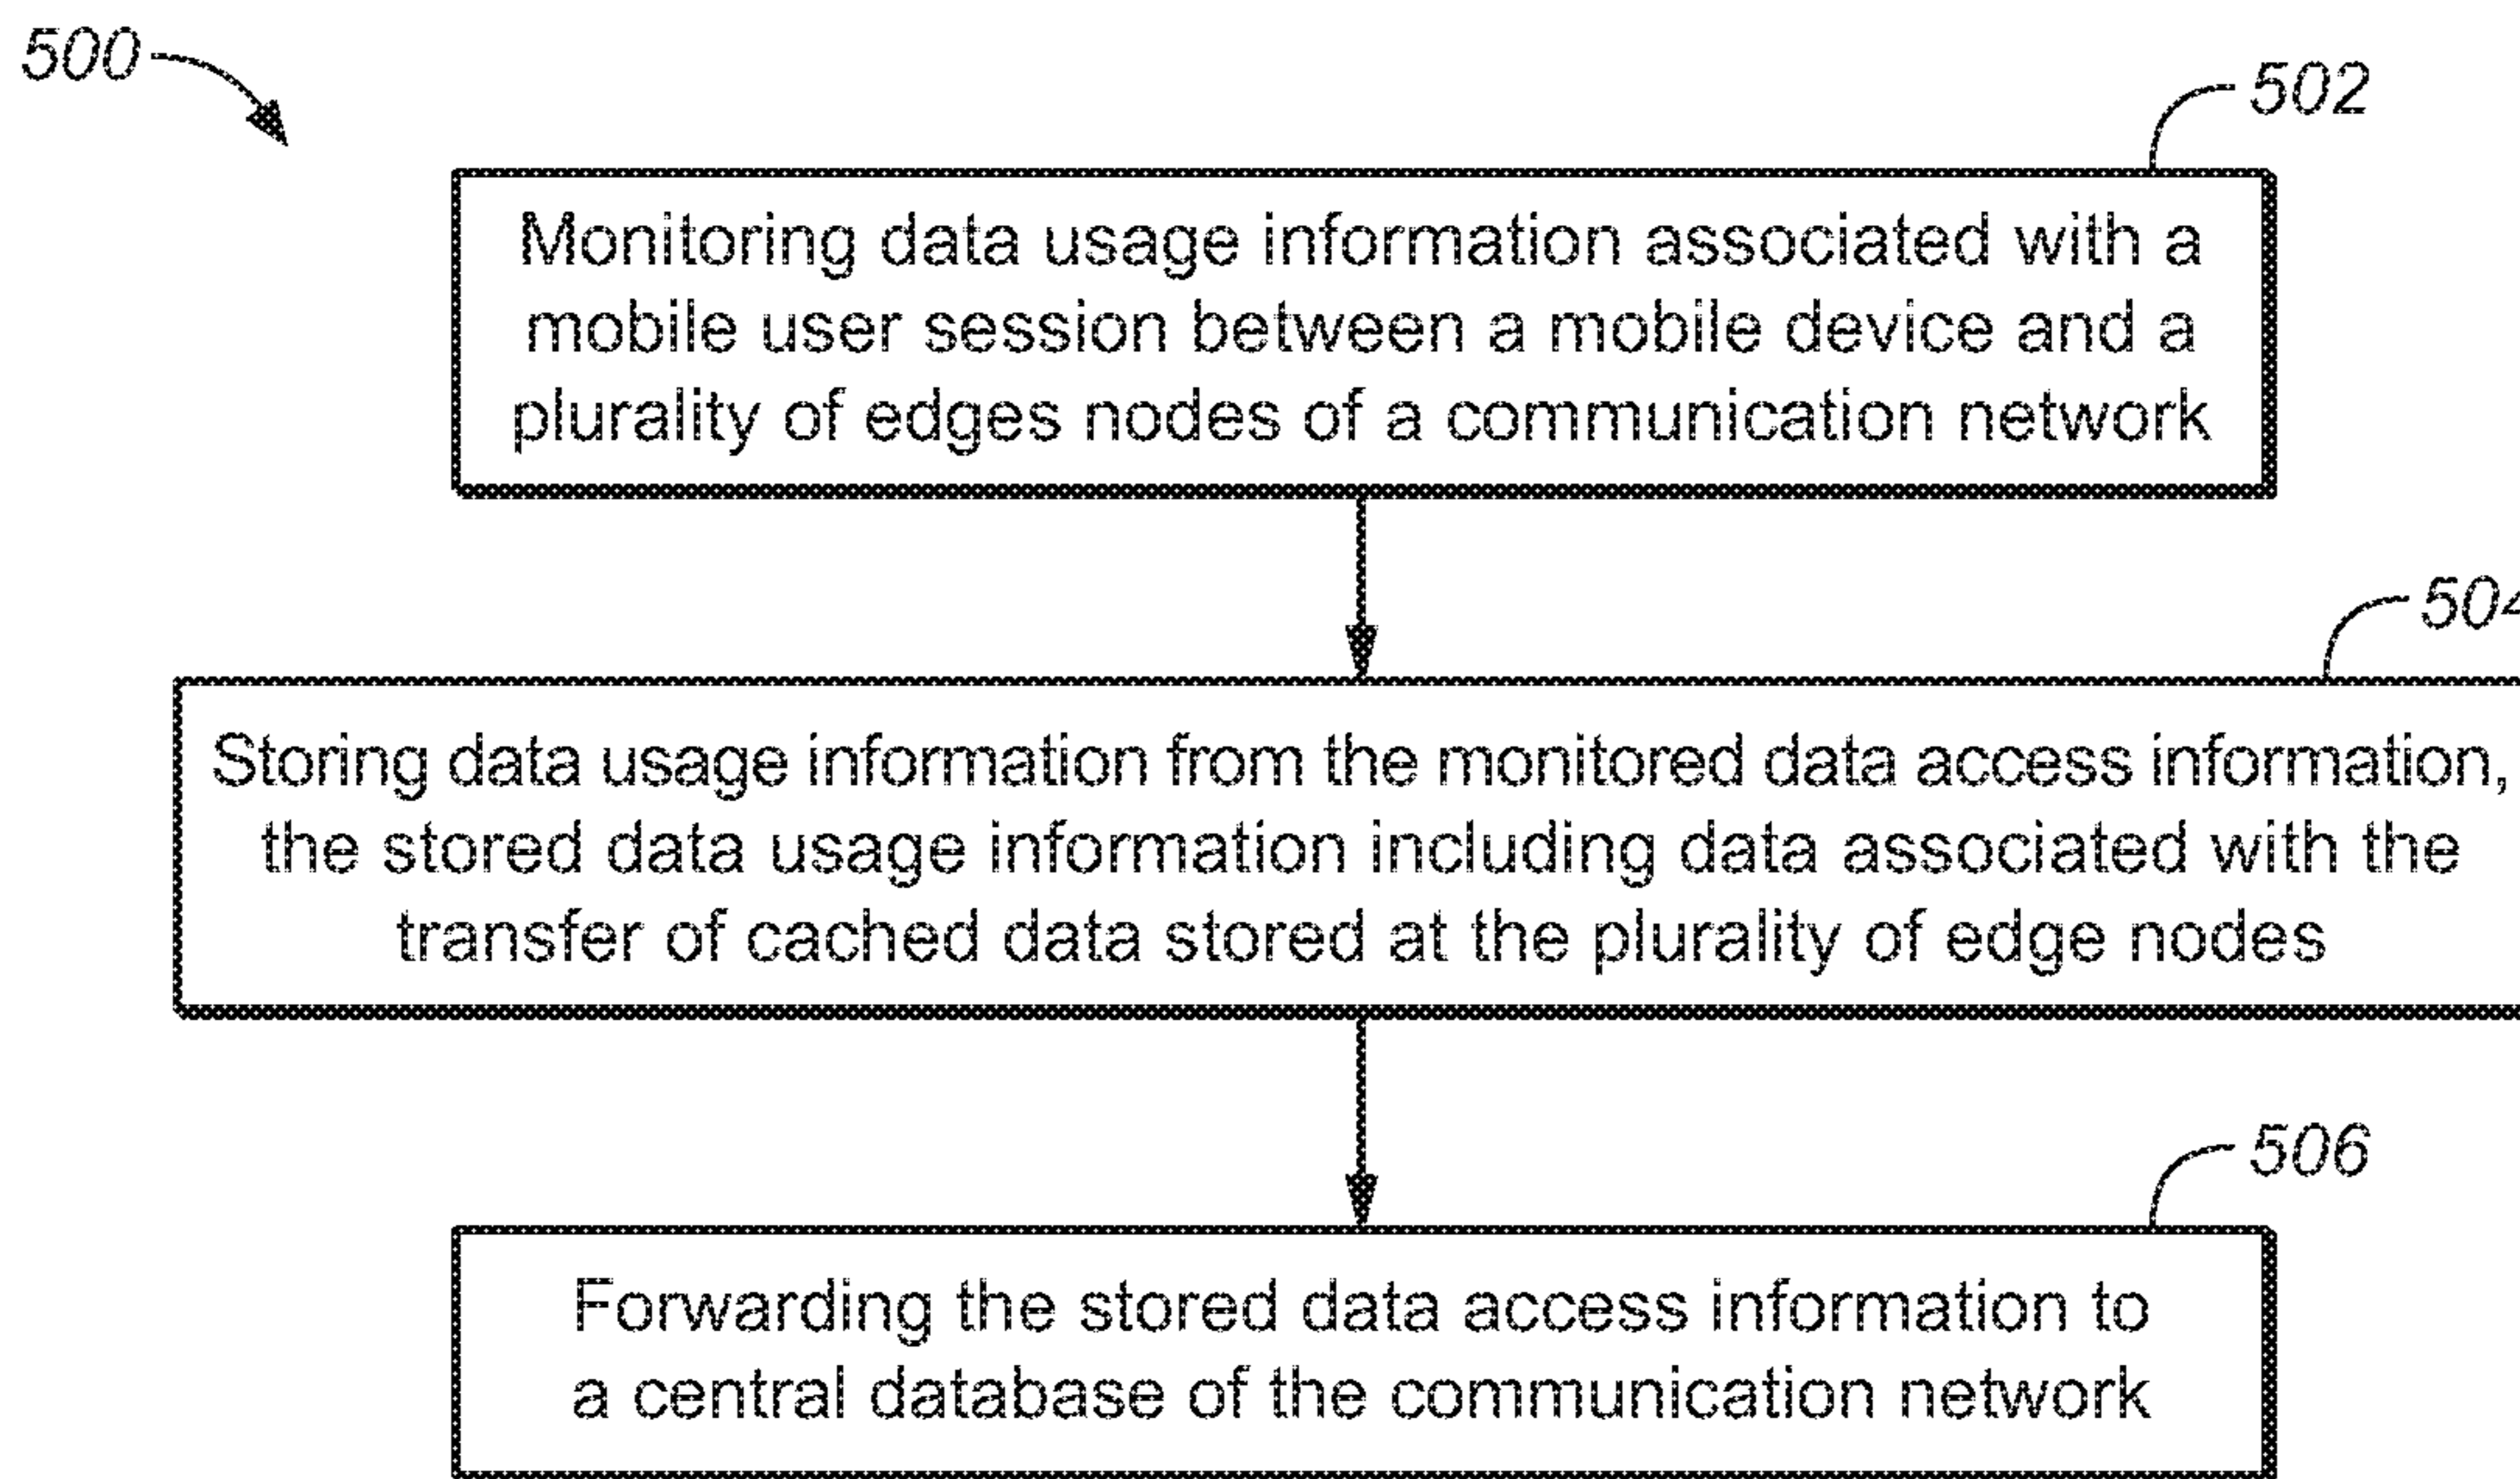 500
502
Monitoring data usage information associated with a
mobile user session between a mobile device and a
plurality of edges nodes of a communication network
504
Storing data usage information from the monitored data access information,
the stored data usage information including data associated with the
transfer of cached data stored at the plurality of edge nodes
506
Forwarding the stored data access information to
a central database of the communication network